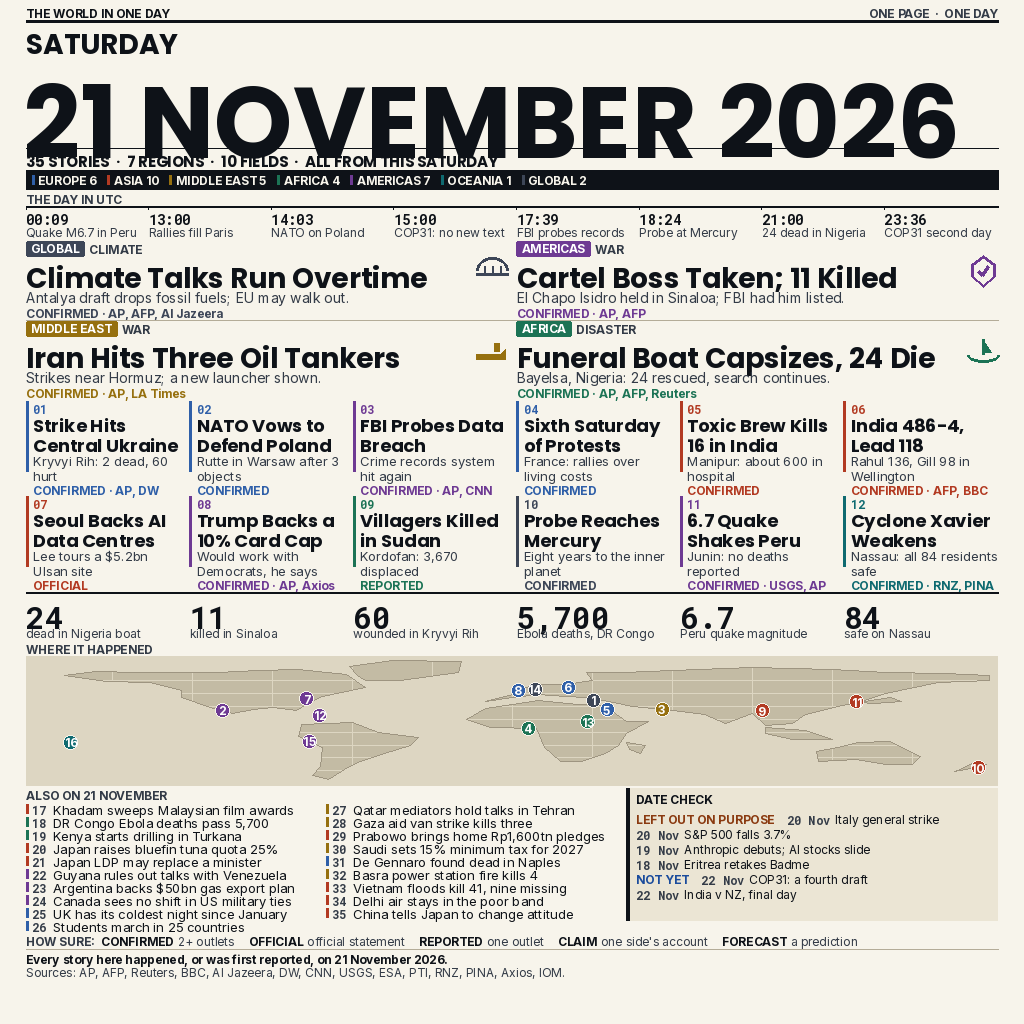 THE WORLD IN ONE DAY
ONE PAGE · ONE DAY
SATURDAY
21 NOVEMBER 2026
35 STORIES · 7 REGIONS · 10 FIELDS · ALL FROM THIS SATURDAY
EUROPE 6 ASIA 10 MIDDLE EAST 5 AFRICA 4 AMERICAS 7 OCEANIA 1 GLOBAL 2
THE DAY IN UTC
00:09 13:00 14:03 15:00 17:39 18:24 21:00 23:36
Quake M6.7 in Peru Rallies fill Paris NATO on Poland COP31: no new text FBI probes records Probe at Mercury 24 dead in Nigeria COP31 second day
GLOBAL CLIMATE
Climate Talks Run Overtime
Antalya draft drops fossil fuels; EU may walk out.
CONFIRMED · AP, AFP, Al Jazeera
AMERICAS WAR
Cartel Boss Taken; 11 Killed
El Chapo Isidro held in Sinaloa; FBI had him listed.
CONFIRMED · AP, AFP
MIDDLE EAST WAR
Iran Hits Three Oil Tankers
Strikes near Hormuz; a new launcher shown.
CONFIRMED · AP, LA Times
AFRICA DISASTER
Funeral Boat Capsizes, 24 Die
Bayelsa, Nigeria: 24 rescued, search continues.
CONFIRMED · AP, AFP, Reuters
01
Strike Hits
Central Ukraine
Kryvyi Rih: 2 dead, 60
hurt
CONFIRMED · AP, DW
02
NATO Vows to
Defend Poland
Rutte in Warsaw after 3
objects
CONFIRMED
03
FBI Probes Data
Breach
Crime records system
hit again
CONFIRMED · AP, CNN
04
Sixth Saturday
of Protests
France: rallies over
living costs
CONFIRMED
05
Toxic Brew Kills
16 in India
Manipur: about 600 in
hospital
CONFIRMED
06
India 486-4,
Lead 118
Rahul 136, Gill 98 in
Wellington
CONFIRMED · AFP, BBC
07
Seoul Backs AI
Data Centres
Lee tours a $5.2bn
Ulsan site
OFFICIAL
08
Trump Backs a
10% Card Cap
Would work with
Democrats, he says
CONFIRMED · AP, Axios
09
Villagers Killed
in Sudan
Kordofan: 3,670
displaced
REPORTED
10
Probe Reaches
Mercury
Eight years to the inner
planet
CONFIRMED
11
6.7 Quake
Shakes Peru
Junin: no deaths
reported
CONFIRMED · USGS, AP
12
Cyclone Xavier
Weakens
Nassau: all 84 residents
safe
CONFIRMED · RNZ, PINA
24
dead in Nigeria boat
11
killed in Sinaloa
60
wounded in Kryvyi Rih
5,700
Ebola deaths, DR Congo
6.7
Peru quake magnitude
84
safe on Nassau
WHERE IT HAPPENED
8 14 6 7 1 11 2 12 5 3 9 13 4 15 16 10
ALSO ON 21 NOVEMBER
17 Khadam sweeps Malaysian film awards
18 DR Congo Ebola deaths pass 5,700
19 Kenya starts drilling in Turkana
20 Japan raises bluefin tuna quota 25%
21 Japan LDP may replace a minister
22 Guyana rules out talks with Venezuela
23 Argentina backs $50bn gas export plan
24 Canada sees no shift in US military ties
25 UK has its coldest night since January
26 Students march in 25 countries
27 Qatar mediators hold talks in Tehran
28 Gaza aid van strike kills three
29 Prabowo brings home Rp1,600tn pledges
30 Saudi sets 15% minimum tax for 2027
31 De Gennaro found dead in Naples
32 Basra power station fire kills 4
33 Vietnam floods kill 41, nine missing
34 Delhi air stays in the poor band
35 China tells Japan to change attitude
DATE CHECK
LEFT OUT ON PURPOSE 20 Nov Italy general strike
20 Nov S&P 500 falls 3.7%
19 Nov Anthropic debuts; AI stocks slide
18 Nov Eritrea retakes Badme
NOT YET 22 Nov COP31: a fourth draft
22 Nov India v NZ, final day
HOW SURE: CONFIRMED 2+ outlets OFFICIAL official statement REPORTED one outlet CLAIM one side's account FORECAST a prediction
Every story here happened, or was first reported, on 21 November 2026.
Sources: AP, AFP, Reuters, BBC, Al Jazeera, DW, CNN, USGS, ESA, PTI, RNZ, PINA, Axios, IOM.